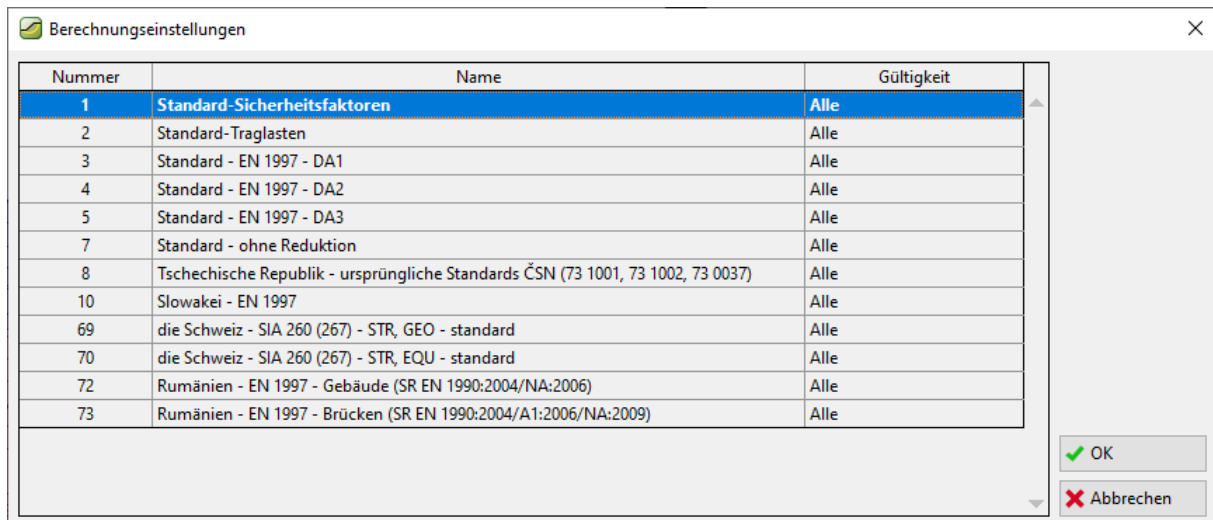 Berechnungseinstellungen
Nummer Name Gültigkeit
1 Standard-Sicherheitsfaktoren Alle
2 Standard-Traglasten Alle
3 Standard - EN 1997 - DA1 Alle
4 Standard - EN 1997 - DA2 Alle
5 Standard - EN 1997 - DA3 Alle
7 Standard - ohne Reduktion Alle
8 Tschechische Republik - ursprüngliche Standards ČSN (73 1001, 73 1002, 73 0037) Alle
10 Slowakei - EN 1997 Alle
69 die Schweiz - SIA 260 (267) - STR, GEO - standard Alle
70 die Schweiz - SIA 260 (267) - STR, EQU - standard Alle
72 Rumänien - EN 1997 - Gebäude (SR EN 1990:2004/NA:2006) Alle
73 Rumänien - EN 1997 - Brücken (SR EN 1990:2004/A1:2006/NA:2009) Alle
OK
Abbrechen